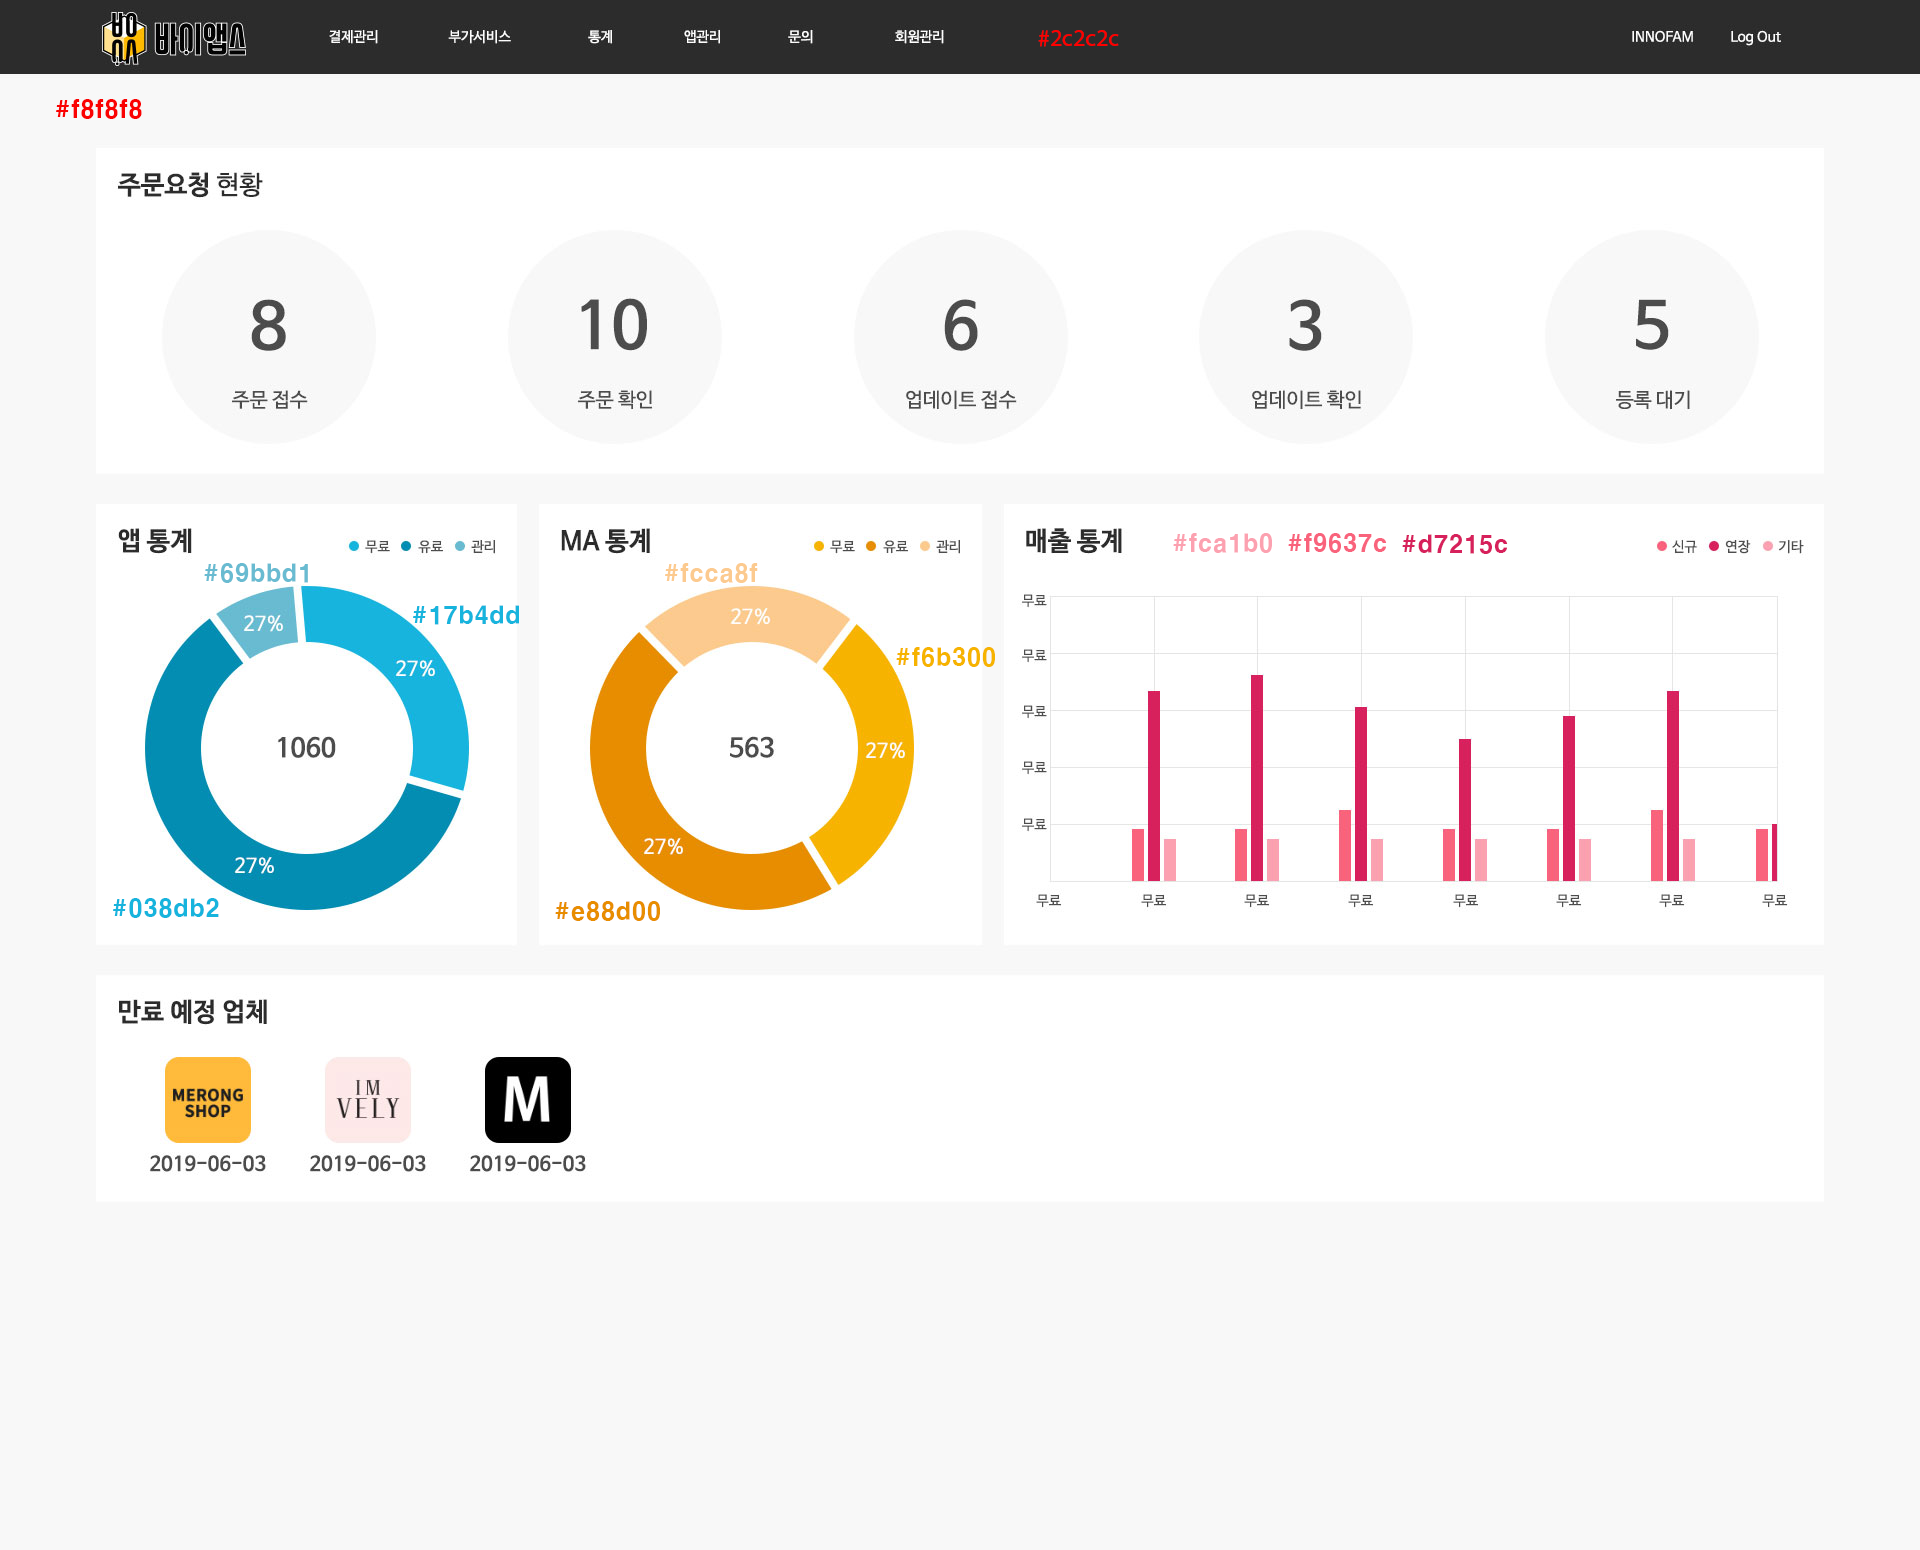 바이앱스 결제관리 부가서비스 통계 앱관리 문의 회원관리 #2c2c2c INNOFAM Log Out
#f8f8f8
주문요청 현황
8 10 6 3 5
주문 접수 주문 확인 업데이트 접수 업데이트 확인 등록 대기
앱 통계 무료 유료 관리
#69bbd1
#17b4dd
27%
27%
1060
27%
#038db2
MA 통계 무료 유료 관리
#fcca8f
27%
#f6b300
27%
563
27%
#e88d00
매출 통계 #fca1b0 #f9637c #d7215c 신규 연장 기타
무료
무료
무료
무료
무료
무료 무료 무료 무료 무료 무료 무료 무료
만료 예정 업체
MERONG
SHOP
IM
VELY
M
2019-06-03 2019-06-03 2019-06-03